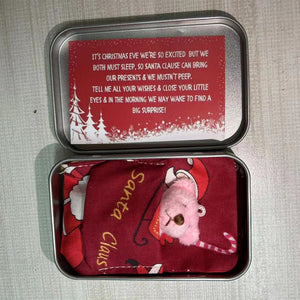 IT'S CHRISTMAS EVE WE'RE SO EXCITED BUT WE
BOTH MUST SLEEP, SO SANTA CLAUSE CAN BRING
OUR PRESENTS & WE MUSTN'T PEEP.
TELL ME ALL YOUR WISHES & CLOSE YOUR LITTLE
EYES & IN THE MORNING WE MAY WAKE TO FIND A
BIG SURPRISE!
Santa
Claus